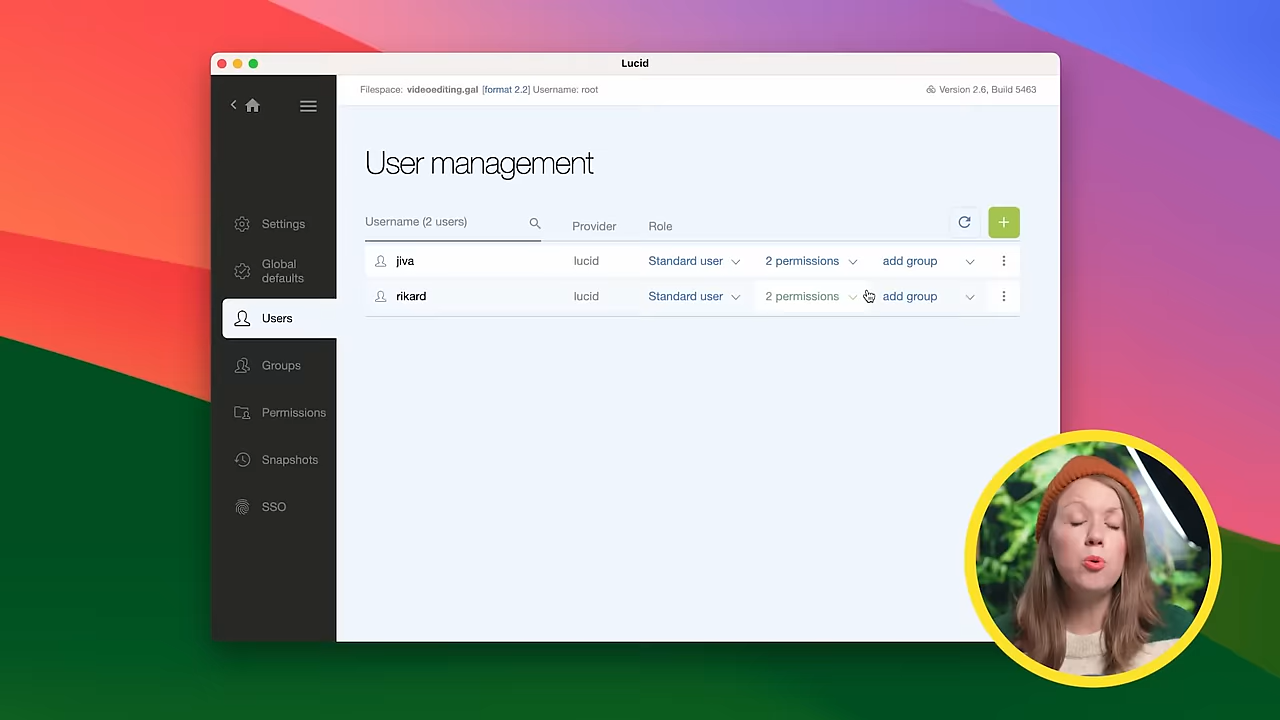 Lucid
Filespace: videoediting.gal [format 2.2] Username: root
Version 2.6, Build 5463
User management
Username (2 users)
Provider
Role
jiva
lucid
Standard user
2 permissions
add group
rikard
lucid
Standard user
2 permissions
add group
Settings
Global
defaults
Users
Groups
Permissions
Snapshots
SSO